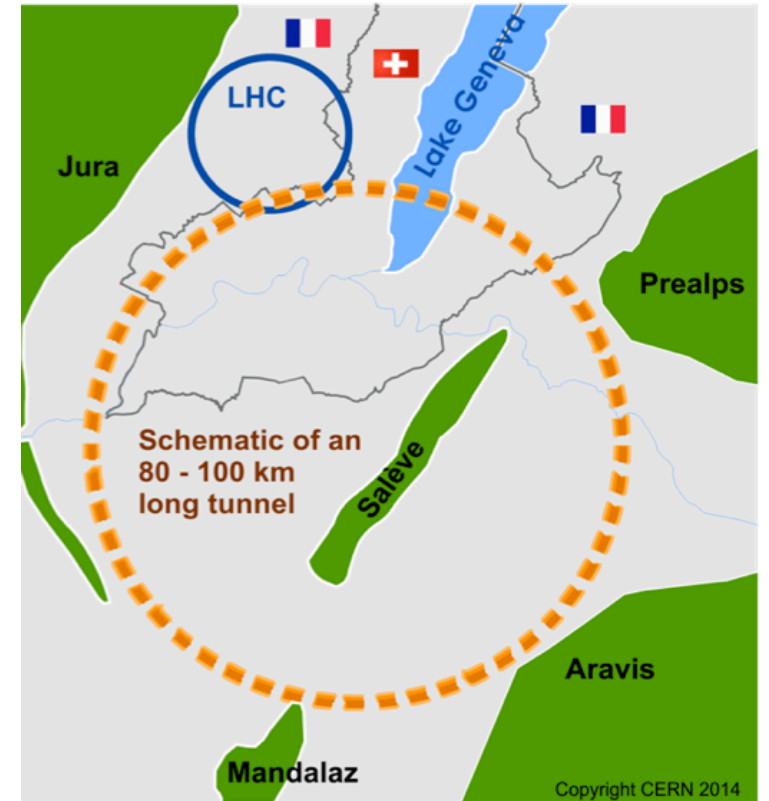 LHC
Lake Geneva
Jura
Prealps
Schematic of an
80 - 100 km
long tunnel
Salève
Aravis
Mandalaz
Copyright CERN 2014